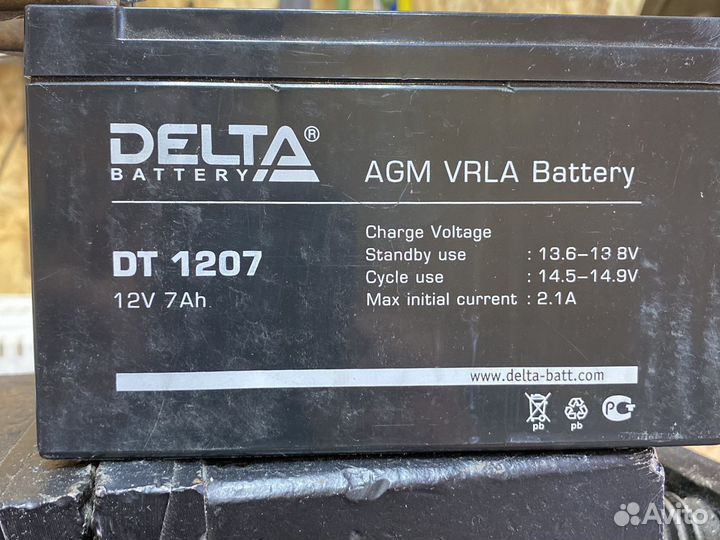 DELTA®
BATTERY
DT 1207
12V 7Ah
AGM VRLA Battery
Charge Voltage
Standby use : 13.6–13 8V
Cycle use : 14.5–14.9V
Max initial current : 2.1A
www.delta-batt.com
pb pb
Avito